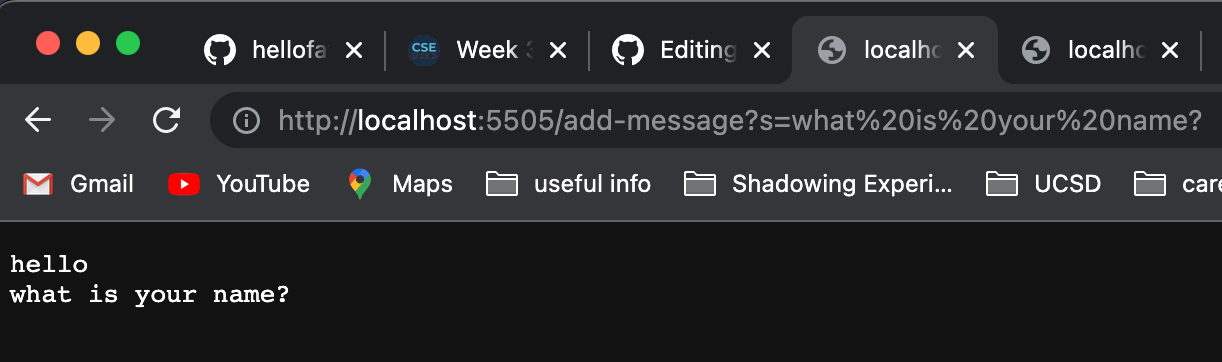 hellofa
CSE
Week 3
Editing
localho
localho
http://localhost:5505/add-message?s=what%20is%20your%20name?
Gmail YouTube Maps useful info Shadowing Experi... UCSD care
hello
what is your name?